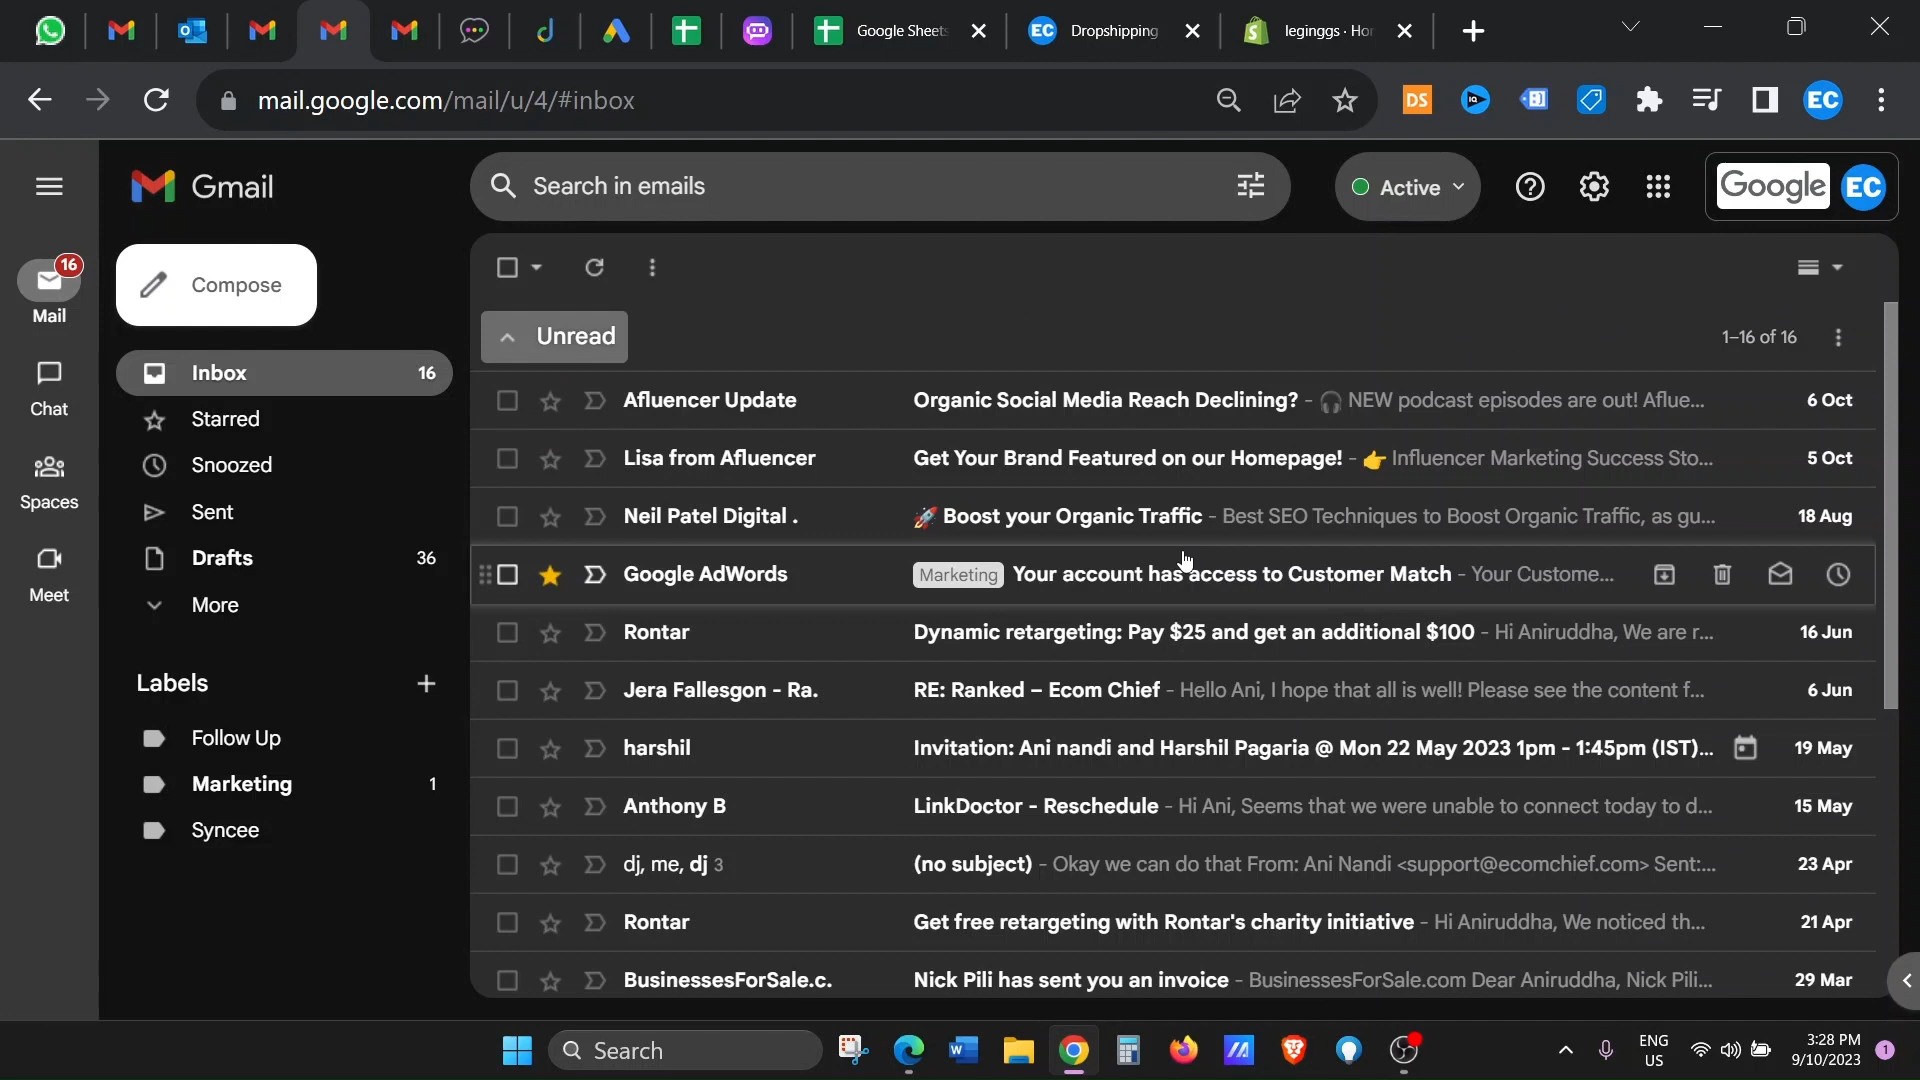 Google Sheets
EC
Dropshipping
leginggs · Ho
mail.google.com/mail/u/4/#inbox
DS
EC
Gmail
Search in emails
Active
Google
EC
16
Mail
Compose
Chat
Spaces
Meet
Inbox 16
Starred
Snoozed
Sent
Drafts 36
More
Labels
Follow Up
Marketing 1
Syncee
Unread
1–16 of 16
Afluencer Update Organic Social Media Reach Declining? - 🎧 NEW podcast episodes are out! Aflue... 6 Oct
Lisa from Afluencer Get Your Brand Featured on our Homepage! - 👉 Influencer Marketing Success Sto... 5 Oct
Neil Patel Digital . 🚀 Boost your Organic Traffic - Best SEO Techniques to Boost Organic Traffic, as gu... 18 Aug
Google AdWords Marketing Your account has access to Customer Match - Your Custome...
Rontar Dynamic retargeting: Pay $25 and get an additional $100 - Hi Aniruddha, We are r... 16 Jun
Jera Fallesgon - Ra. RE: Ranked – Ecom Chief - Hello Ani, I hope that all is well! Please see the content f... 6 Jun
harshil Invitation: Ani nandi and Harshil Pagaria @ Mon 22 May 2023 1pm - 1:45pm (IST)... 19 May
Anthony B LinkDoctor - Reschedule - Hi Ani, Seems that we were unable to connect today to d... 15 May
dj, me, dj 3 (no subject) - Okay we can do that From: Ani Nandi <support@ecomchief.com> Sent:... 23 Apr
Rontar Get free retargeting with Rontar's charity initiative - Hi Aniruddha, We noticed th... 21 Apr
BusinessesForSale.c. Nick Pili has sent you an invoice - BusinessesForSale.com Dear Aniruddha, Nick Pili... 29 Mar
Search
ENG
US
3:28 PM
9/10/2023
1